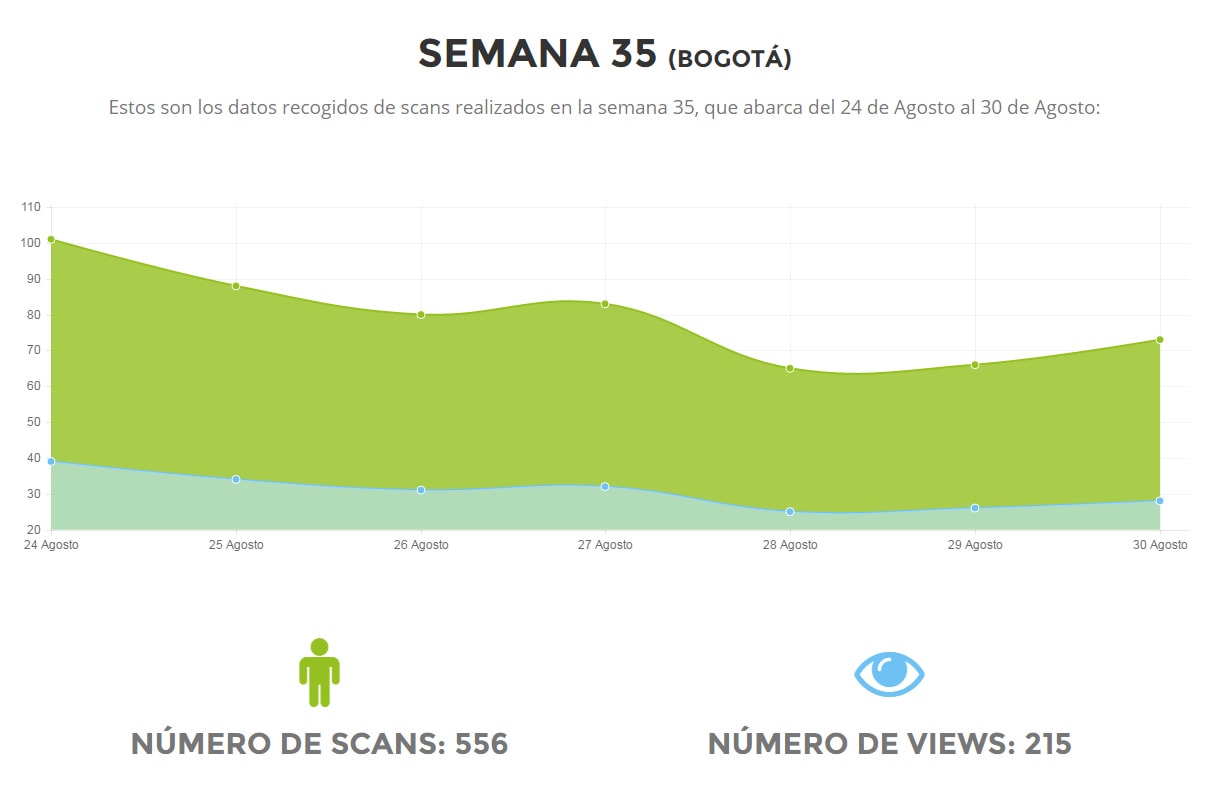 SEMANA 35 (BOGOTÁ)
Estos son los datos recogidos de scans realizados en la semana 35, que abarca del 24 de Agosto al 30 de Agosto:
110
100
90
80
70
60
50
40
30
20
24 Agosto 25 Agosto 26 Agosto 27 Agosto 28 Agosto 29 Agosto 30 Agosto
NÚMERO DE SCANS: 556 NÚMERO DE VIEWS: 215